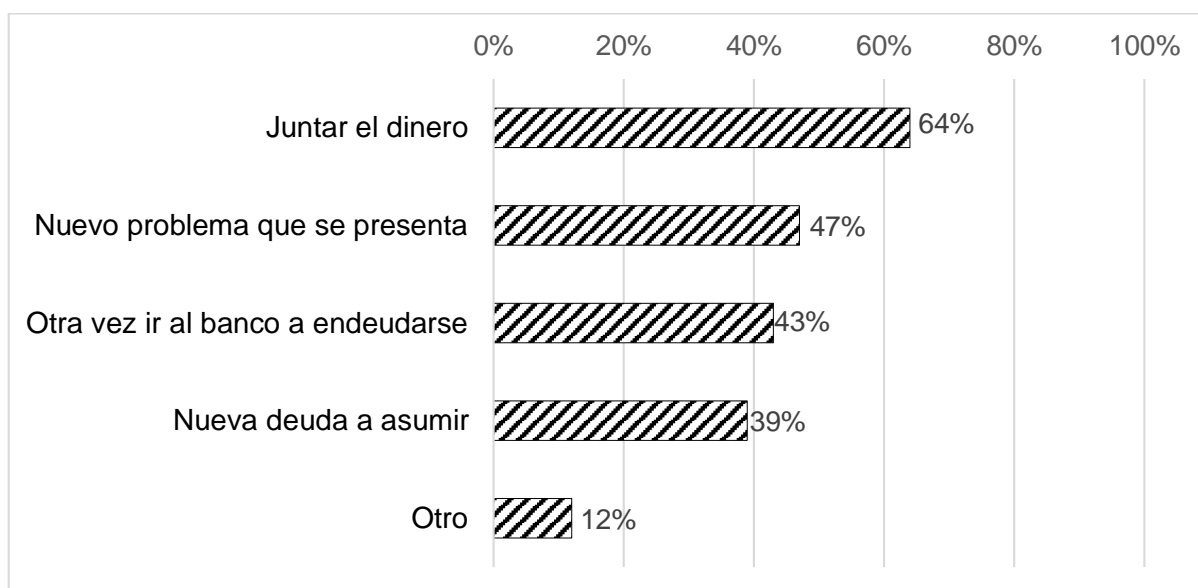 0% 20% 40% 60% 80% 100%
Juntar el dinero 64%
Nuevo problema que se presenta 47%
Otra vez ir al banco a endeudarse 43%
Nueva deuda a asumir 39%
Otro 12%